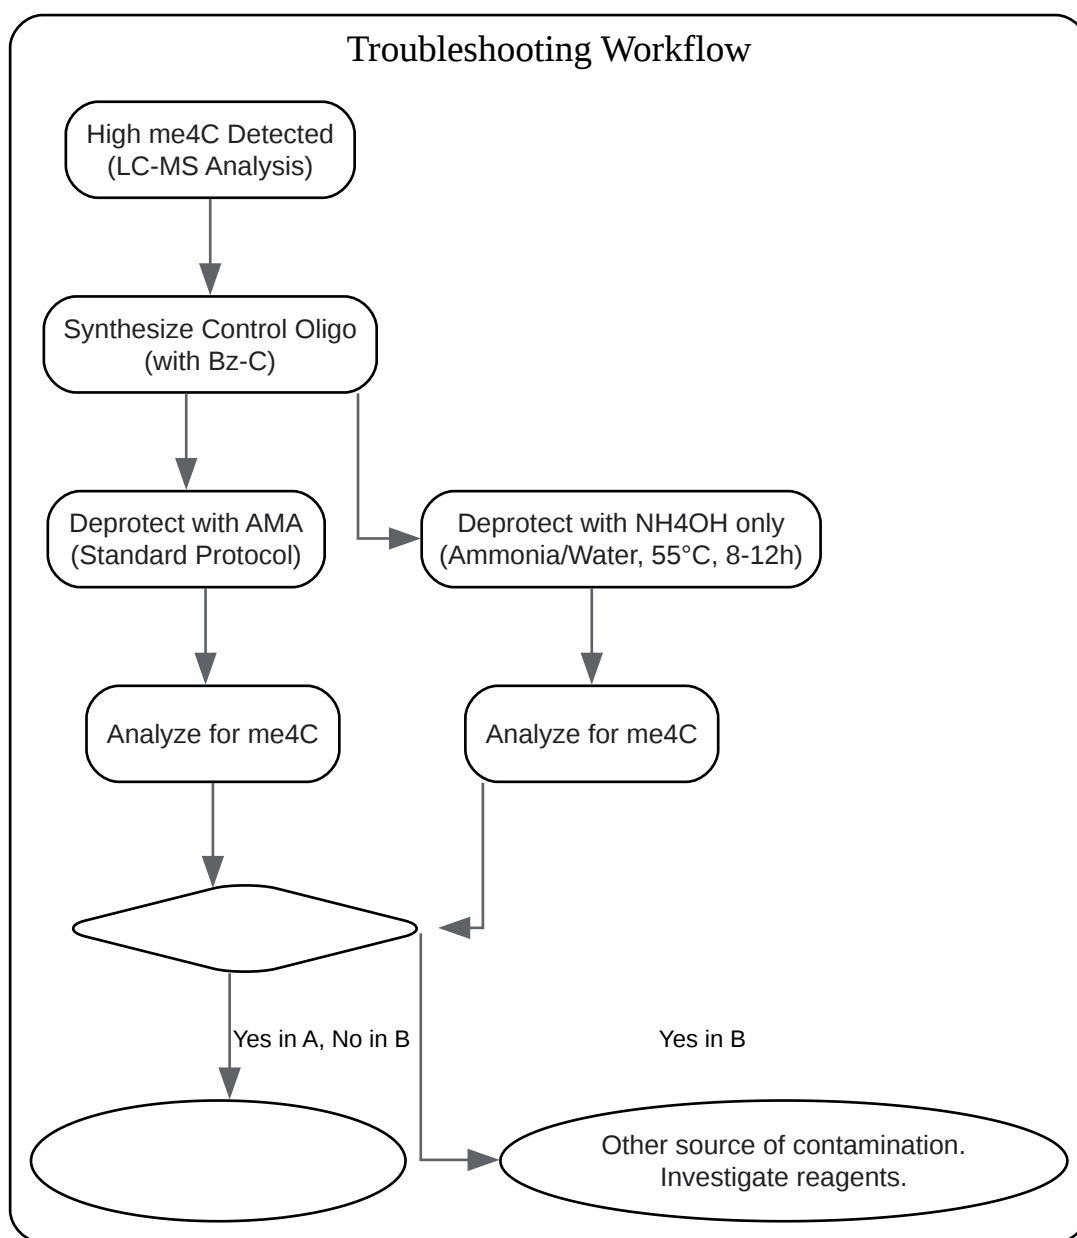 Troubleshooting Workflow
High me4C Detected
(LC-MS Analysis)
Synthesize Control Oligo
(with Bz-C)
Deprotect with AMA
(Standard Protocol)
Deprotect with NH4OH only
(Ammonia/Water, 55°C, 8-12h)
Analyze for me4C
Analyze for me4C
Yes in A, No in B
Yes in B
Other source of contamination.
Investigate reagents.